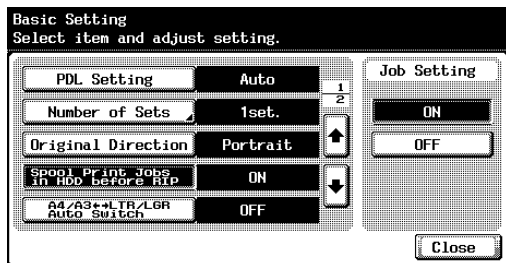 Basic Setting
Select item and adjust setting.
PDL Setting Auto
Number of Sets 1set.
Original Direction Portrait
Spool Print Jobs
in HDD before RIP ON
A4/A3↔LTR/LGR
Auto Switch OFF
1
2
Job Setting
ON
OFF
Close